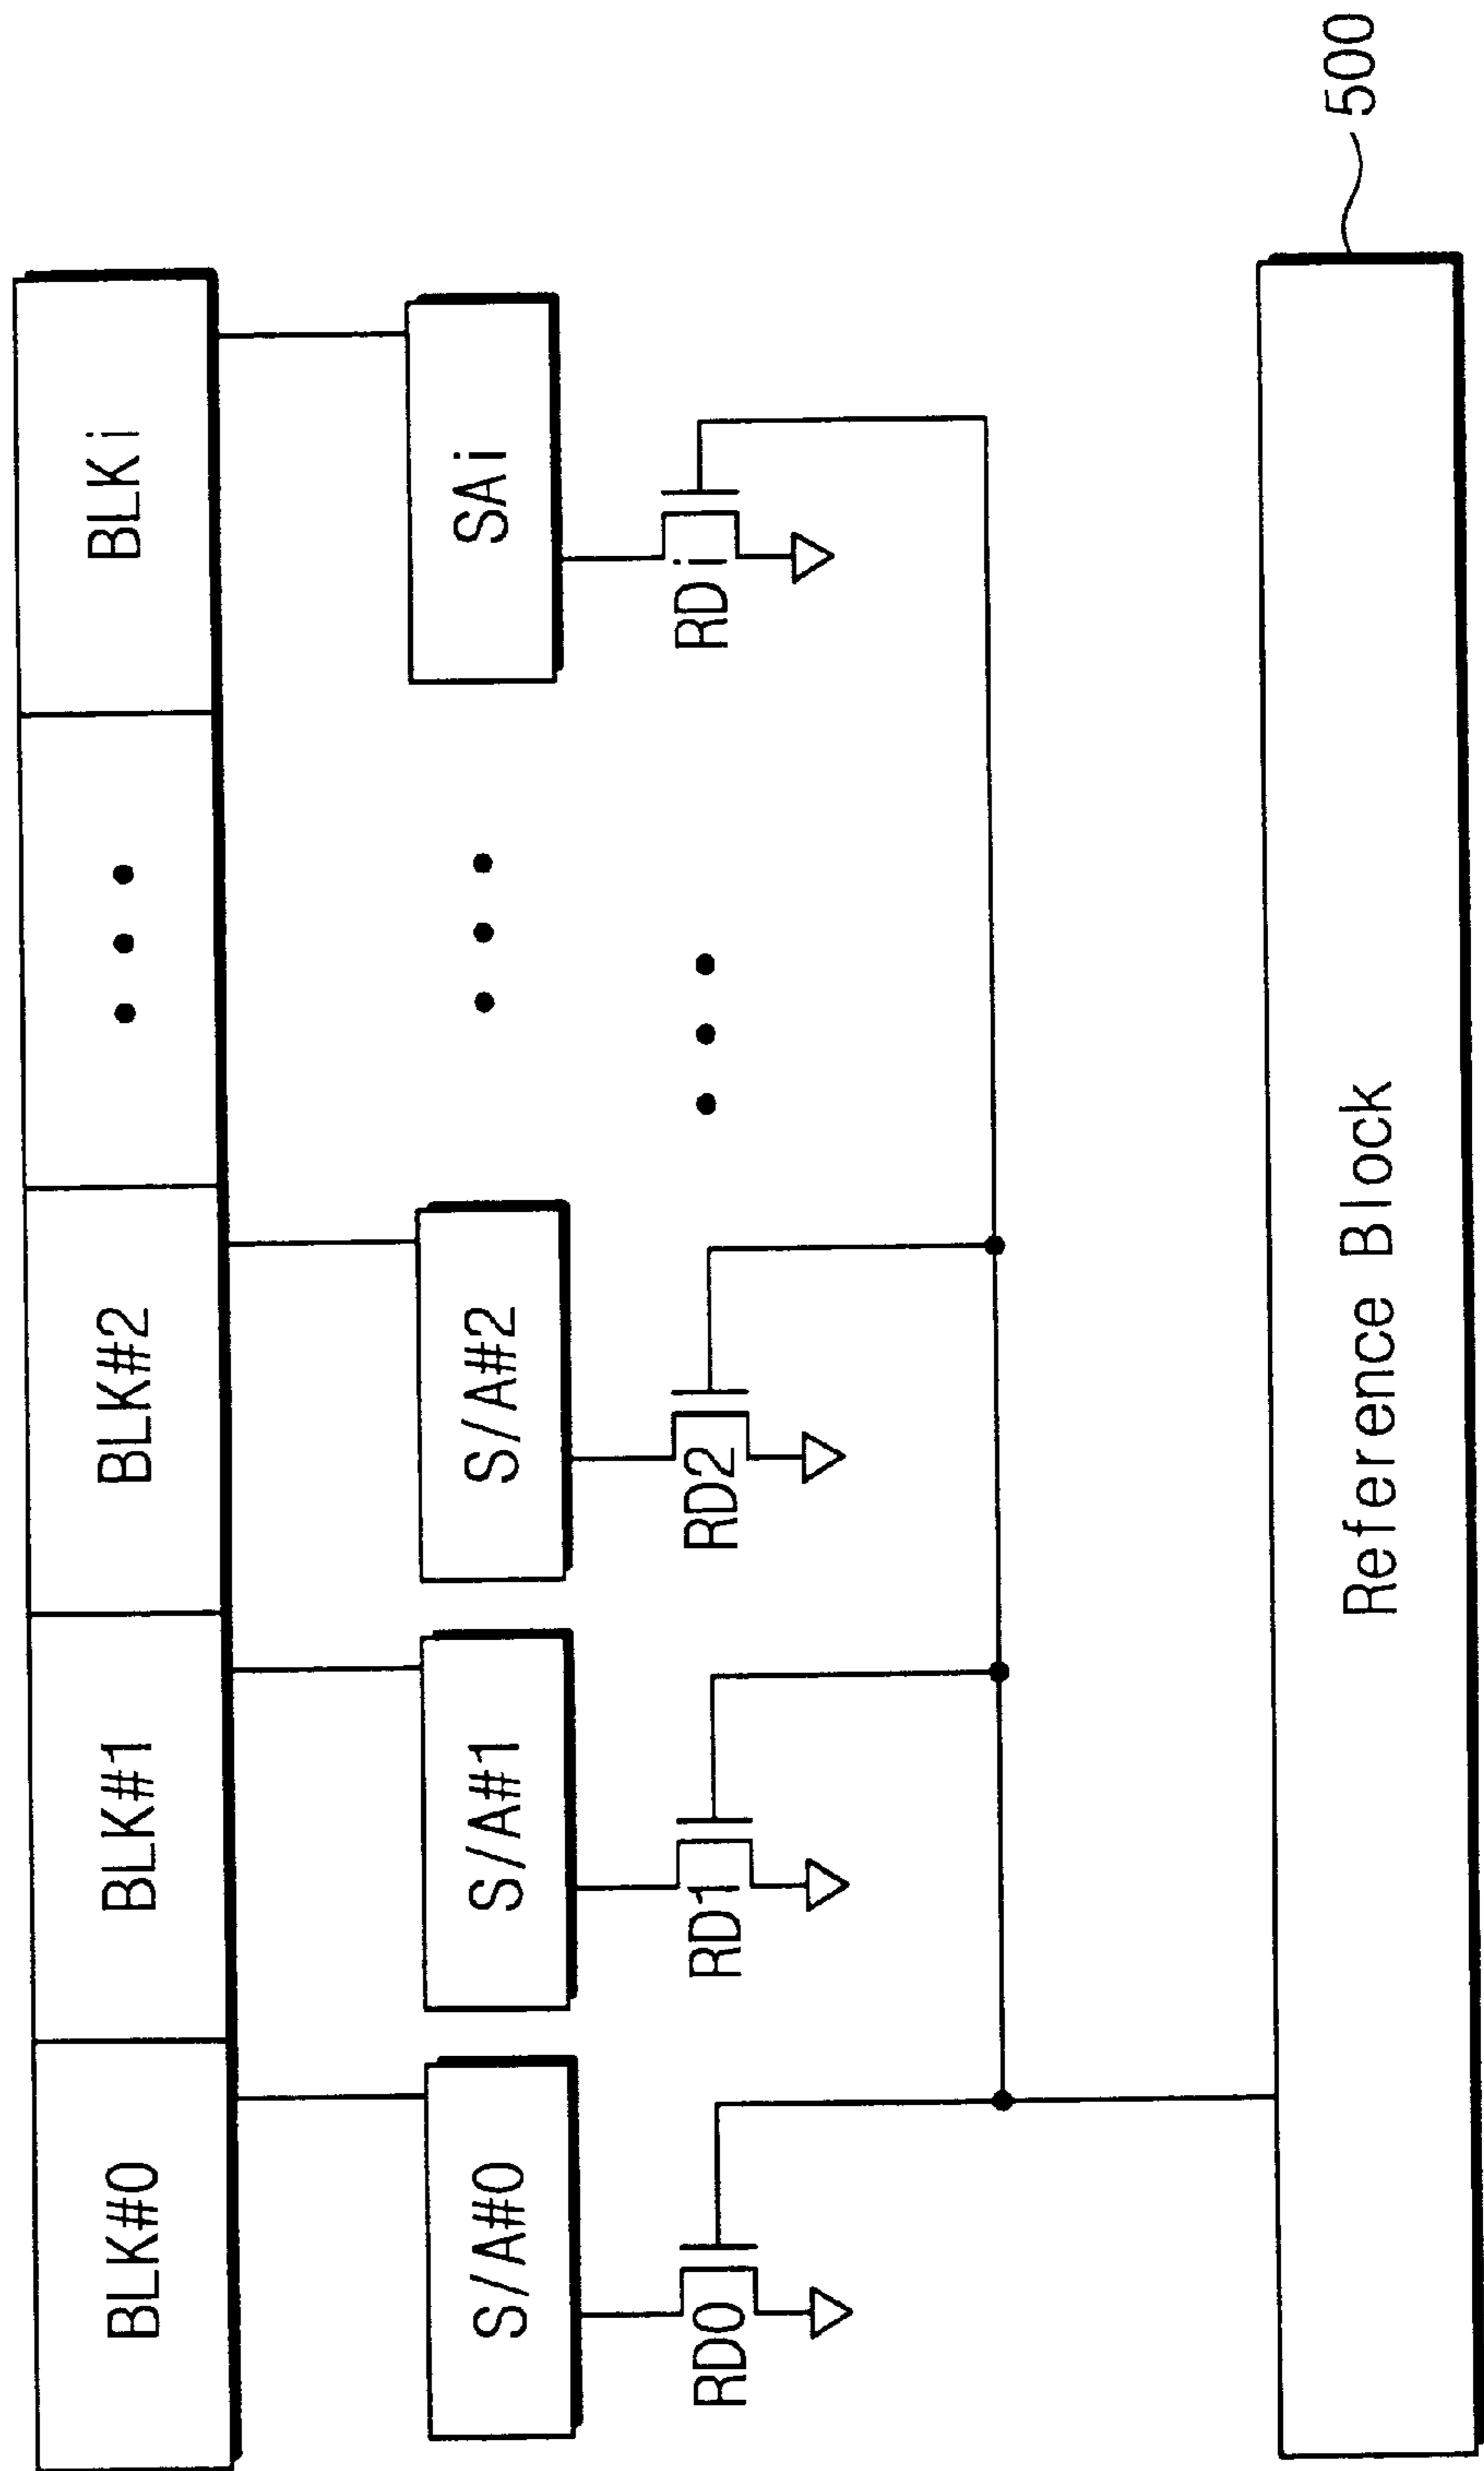 BLK#0
BLK#1
BLK#2
BLKi
S/A#0
S/A#1
S/A#2
SAi
RD0
RD1
RD2
RDi
Reference Block
500